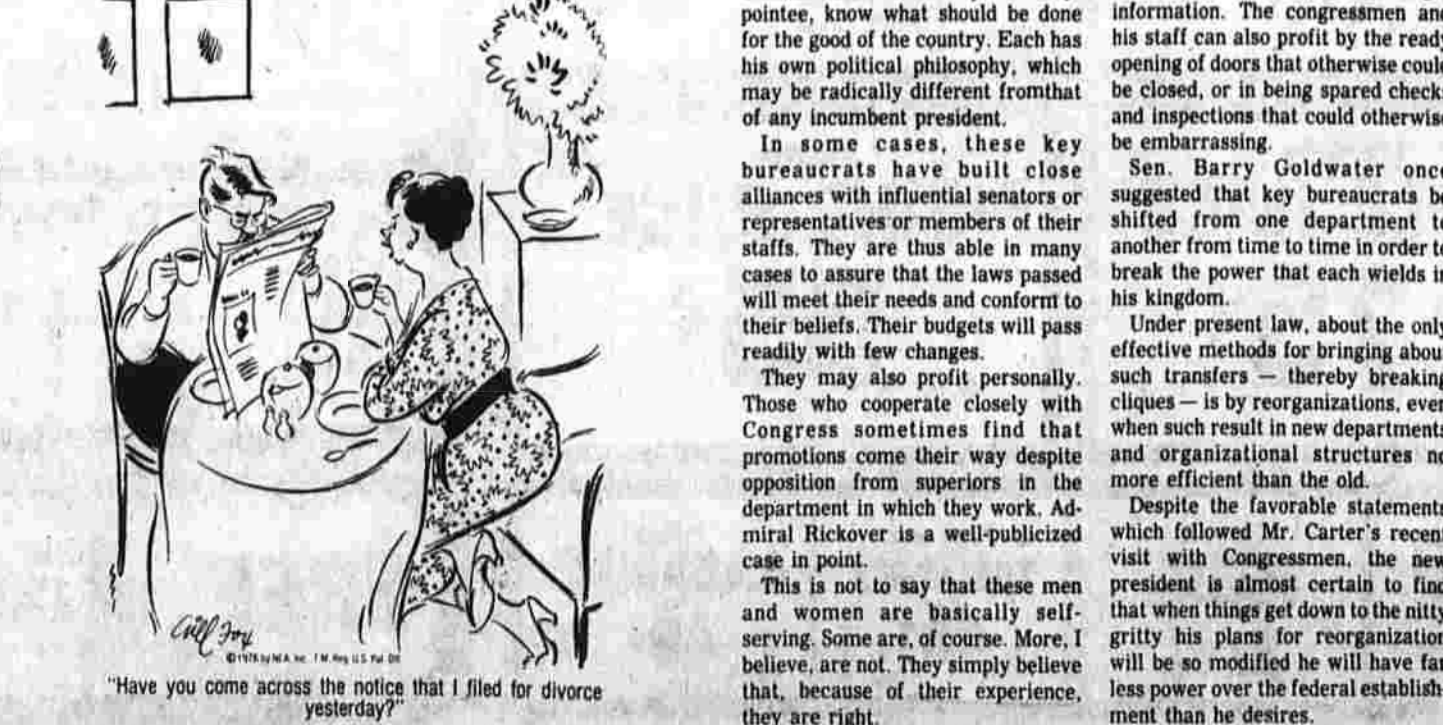 Gill Fox
© 1976 by NEA, Inc. T.M. Reg. U.S. Pat. Off.
"Have you come across the notice that I filed for divorce
yesterday?"
pointee, know what should be done
for the good of the country. Each has
his own political philosophy, which
may be radically different fromthat
of any incumbent president.
In some cases, these key
bureaucrats have built close
alliances with influential senators or
representatives or members of their
staffs. They are thus able in many
cases to assure that the laws passed
will meet their needs and conform to
their beliefs. Their budgets will pass
readily with few changes.
They may also profit personally.
Those who cooperate closely with
Congress sometimes find that
promotions come their way despite
opposition from superiors in the
department in which they work. Ad-
miral Rickover is a well-publicized
case in point.
This is not to say that these men
and women are basically self-
serving. Some are, of course. More, I
believe, are not. They simply believe
that, because of their experience,
they are right.
information. The congressmen and
his staff can also profit by the ready
opening of doors that otherwise could
be closed, or in being spared checks
and inspections that could otherwise
be embarrassing.
Sen. Barry Goldwater once
suggested that key bureaucrats be
shifted from one department to
another from time to time in order to
break the power that each wields in
his kingdom.
Under present law, about the only
effective methods for bringing about
such transfers — thereby breaking
cliques — is by reorganizations, even
when such result in new departments
and organizational structures no
more efficient than the old.
Despite the favorable statements
which followed Mr. Carter's recent
visit with Congressmen, the new
president is almost certain to find
that when things get down to the nitty
gritty his plans for reorganization
will be so modified he will have far
less power over the federal establish-
ment than he desires.